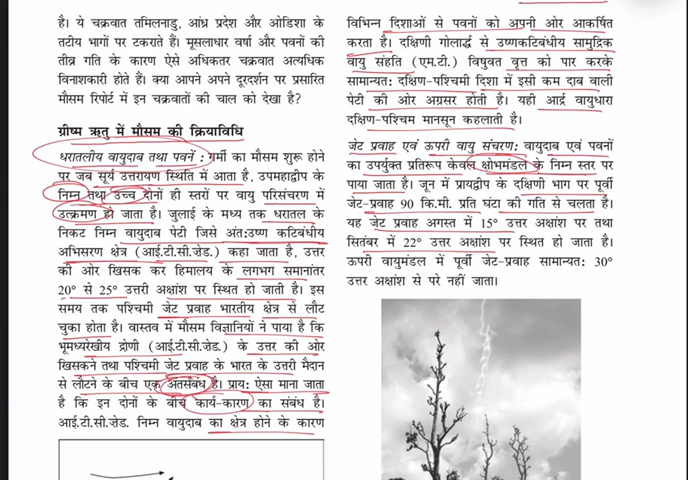 है। ये चक्रवात तमिलनाडु, आंध्र प्रदेश और ओडिशा के
तटीय भागों पर टकराते हैं। मूसलाधार वर्षा और पवनों की
तीव्र गति के कारण ऐसे अधिकतर चक्रवात अत्यधिक
विनाशकारी होते हैं। क्या आपने अपने दूरदर्शन पर प्रसारित
मौसम रिपोर्ट में इन चक्रवातों की चाल को देखा है?
ग्रीष्म ऋतु में मौसम की क्रियाविधि
धरातलीय वायुदाब तथा पवनें : गर्मी का मौसम शुरू होने
पर जब सूर्य उत्तरायण स्थिति में आता है, उपमहाद्वीप के
निम्न तथा उच्च दोनों ही स्तरों पर वायु परिसंचरण में
उत्क्रमण हो जाता है। जुलाई के मध्य तक धरातल के
निकट निम्न वायुदाब पेटी जिसे अंत:उष्ण कटिबंधीय
अभिसरण क्षेत्र (आई.टी.सी.ज़ेड.) कहा जाता है, उत्तर
की ओर खिसक कर हिमालय के लगभग समानांतर
20° से 25° उत्तरी अक्षांश पर स्थित हो जाती है। इस
समय तक पश्चिमी जेट प्रवाह भारतीय क्षेत्र से लौट
चुका होता है। वास्तव में मौसम विज्ञानियों ने पाया है कि
भूमध्यरेखीय द्रोणी (आई.टी.सी.ज़ेड.) के उत्तर की ओर
खिसकने तथा पश्चिमी जेट प्रवाह के भारत के उत्तरी मैदान
से लौटने के बीच एक अंतर्संबंध है। प्राय: ऐसा माना जाता
है कि इन दोनों के बीच कार्य-कारण का संबंध है।
आई.टी.सी.ज़ेड. निम्न वायुदाब का क्षेत्र होने के कारण
विभिन्न दिशाओं से पवनों को अपनी ओर आकर्षित
करता है। दक्षिणी गोलार्द्ध से उष्णकटिबंधीय सामुद्रिक
वायु संहति (एम.टी.) विषुवत वृत्त को पार करके
सामान्यत: दक्षिण-पश्चिमी दिशा में इसी कम दाब वाली
पेटी की ओर अग्रसर होती है। यही आर्द्र वायुधारा
दक्षिण-पश्चिम मानसून कहलाती है।
जेट प्रवाह एवं ऊपरी वायु संचरण: वायुदाब एवं पवनों
का उपर्युक्त प्रतिरूप केवल क्षोभमंडल के निम्न स्तर पर
पाया जाता है। जून में प्रायद्वीप के दक्षिणी भाग पर पूर्वी
जेट-प्रवाह 90 कि.मी. प्रति घंटा की गति से चलता है।
यह जेट प्रवाह अगस्त में 15° उत्तर अक्षांश पर तथा
सितंबर में 22° उत्तर अक्षांश पर स्थित हो जाता है।
ऊपरी वायुमंडल में पूर्वी जेट-प्रवाह सामान्यत: 30°
उत्तर अक्षांश से परे नहीं जाता।